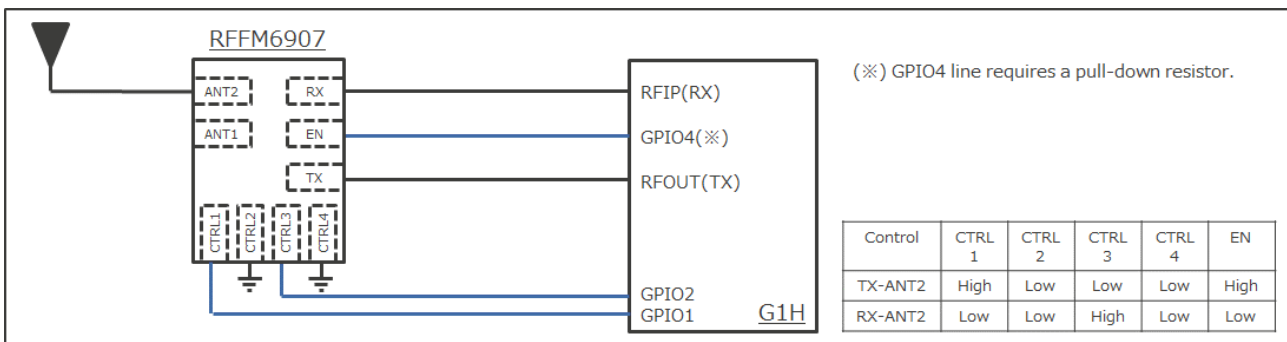 RFFM6907
ANT2
RX
ANT1
EN
TX
CTRL1
CTRL2
CTRL3
CTRL4
RFIP(RX)
GPIO4(※)
RFOUT(TX)
GPIO2
GPIO1
G1H
(※) GPIO4 line requires a pull-down resistor.
Control CTRL 1 CTRL 2 CTRL 3 CTRL 4 EN
TX-ANT2 High Low Low Low High
RX-ANT2 Low Low High Low Low